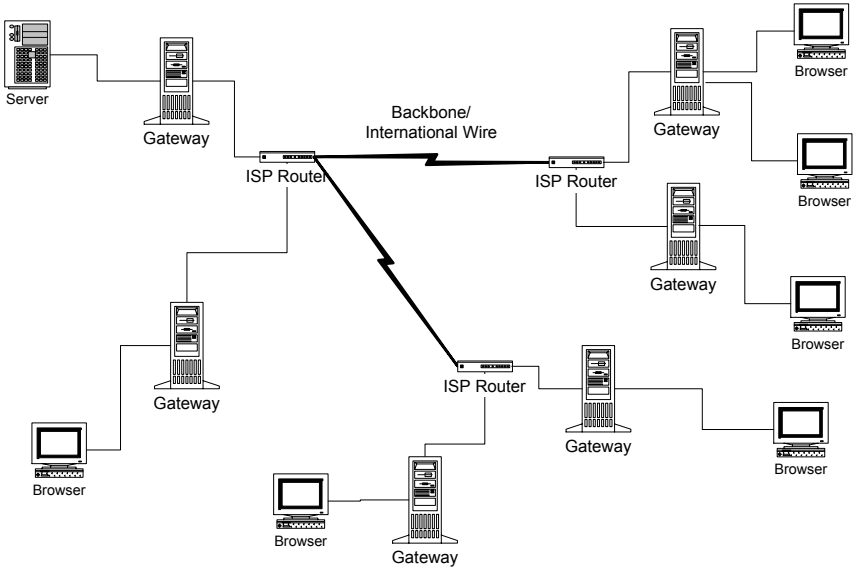 Browser
Server
Backbone/
International Wire
Gateway
Gateway
ISP Router
ISP Router
Browser
Gateway
Browser
Gateway
ISP Router
Gateway
Browser
Browser
Browser
Gateway